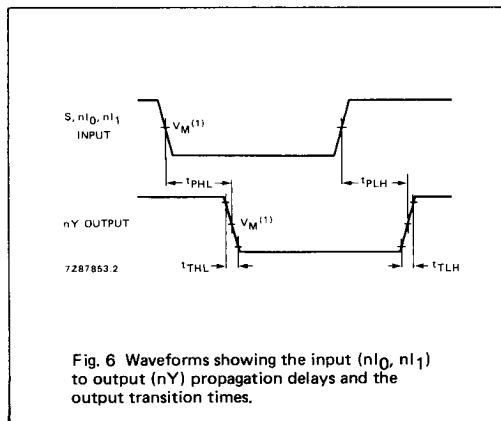 S, nI0, nI1
INPUT
VM(1)
tPHL
tPLH
nY OUTPUT
VM(1)
tTHL
tTLH
7Z87853.2
Fig. 6 Waveforms showing the input (nI0, nI1)
to output (nY) propagation delays and the
output transition times.